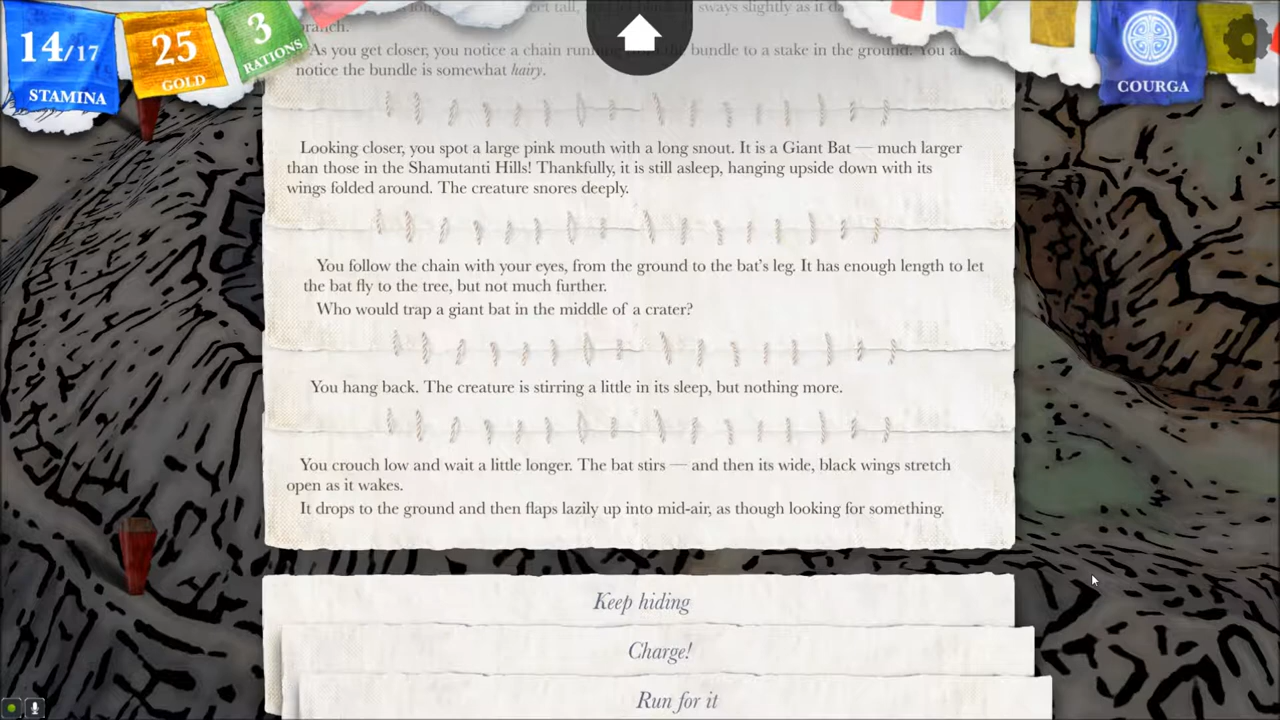 14/17
STAMINA
25
GOLD
3
RATIONS
COURGA
tall,
sways slightly as it
branch.
As you get closer, you notice a chain bundle to a stake in the ground. You
notice the bundle is somewhat hairy.
Looking closer, you spot a large pink mouth with a long snout. It is a Giant Bat — much larger
than those in the Shamutanti Hills! Thankfully, it is still asleep, hanging upside down with its
wings folded around. The creature snores deeply.
You follow the chain with your eyes, from the ground to the bat's leg. It has enough length to let
the bat fly to the tree, but not much further.
Who would trap a giant bat in the middle of a crater?
You hang back. The creature is stirring a little in its sleep, but nothing more.
You crouch low and wait a little longer. The bat stirs — and then its wide, black wings stretch
open as it wakes.
It drops to the ground and then flaps lazily up into mid-air, as though looking for something.
Keep hiding
Charge!
Run for it